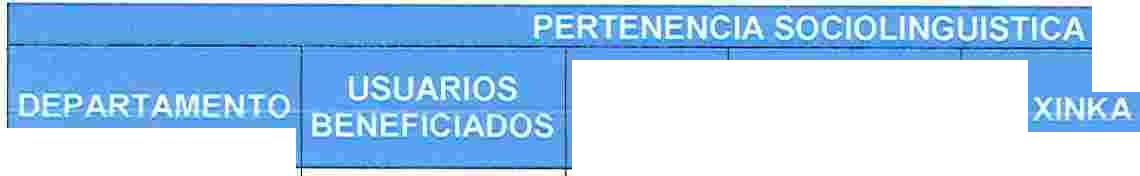 PERTENENCIA SOCIOLINGUISTICA
DEPARTAMENTO
USUARIOS
BENEFICIADOS
XINKA